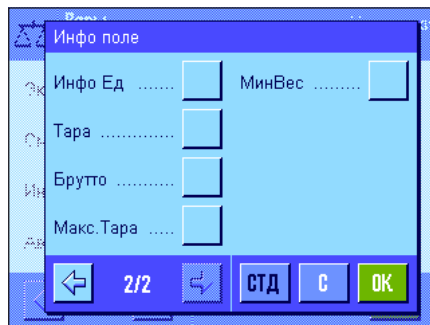 Инфо поле
Инфо Ед ....... МинВес .........
Тара ..............
Брутто ...........
Макс.Тара .....
2/2 СТД C OK